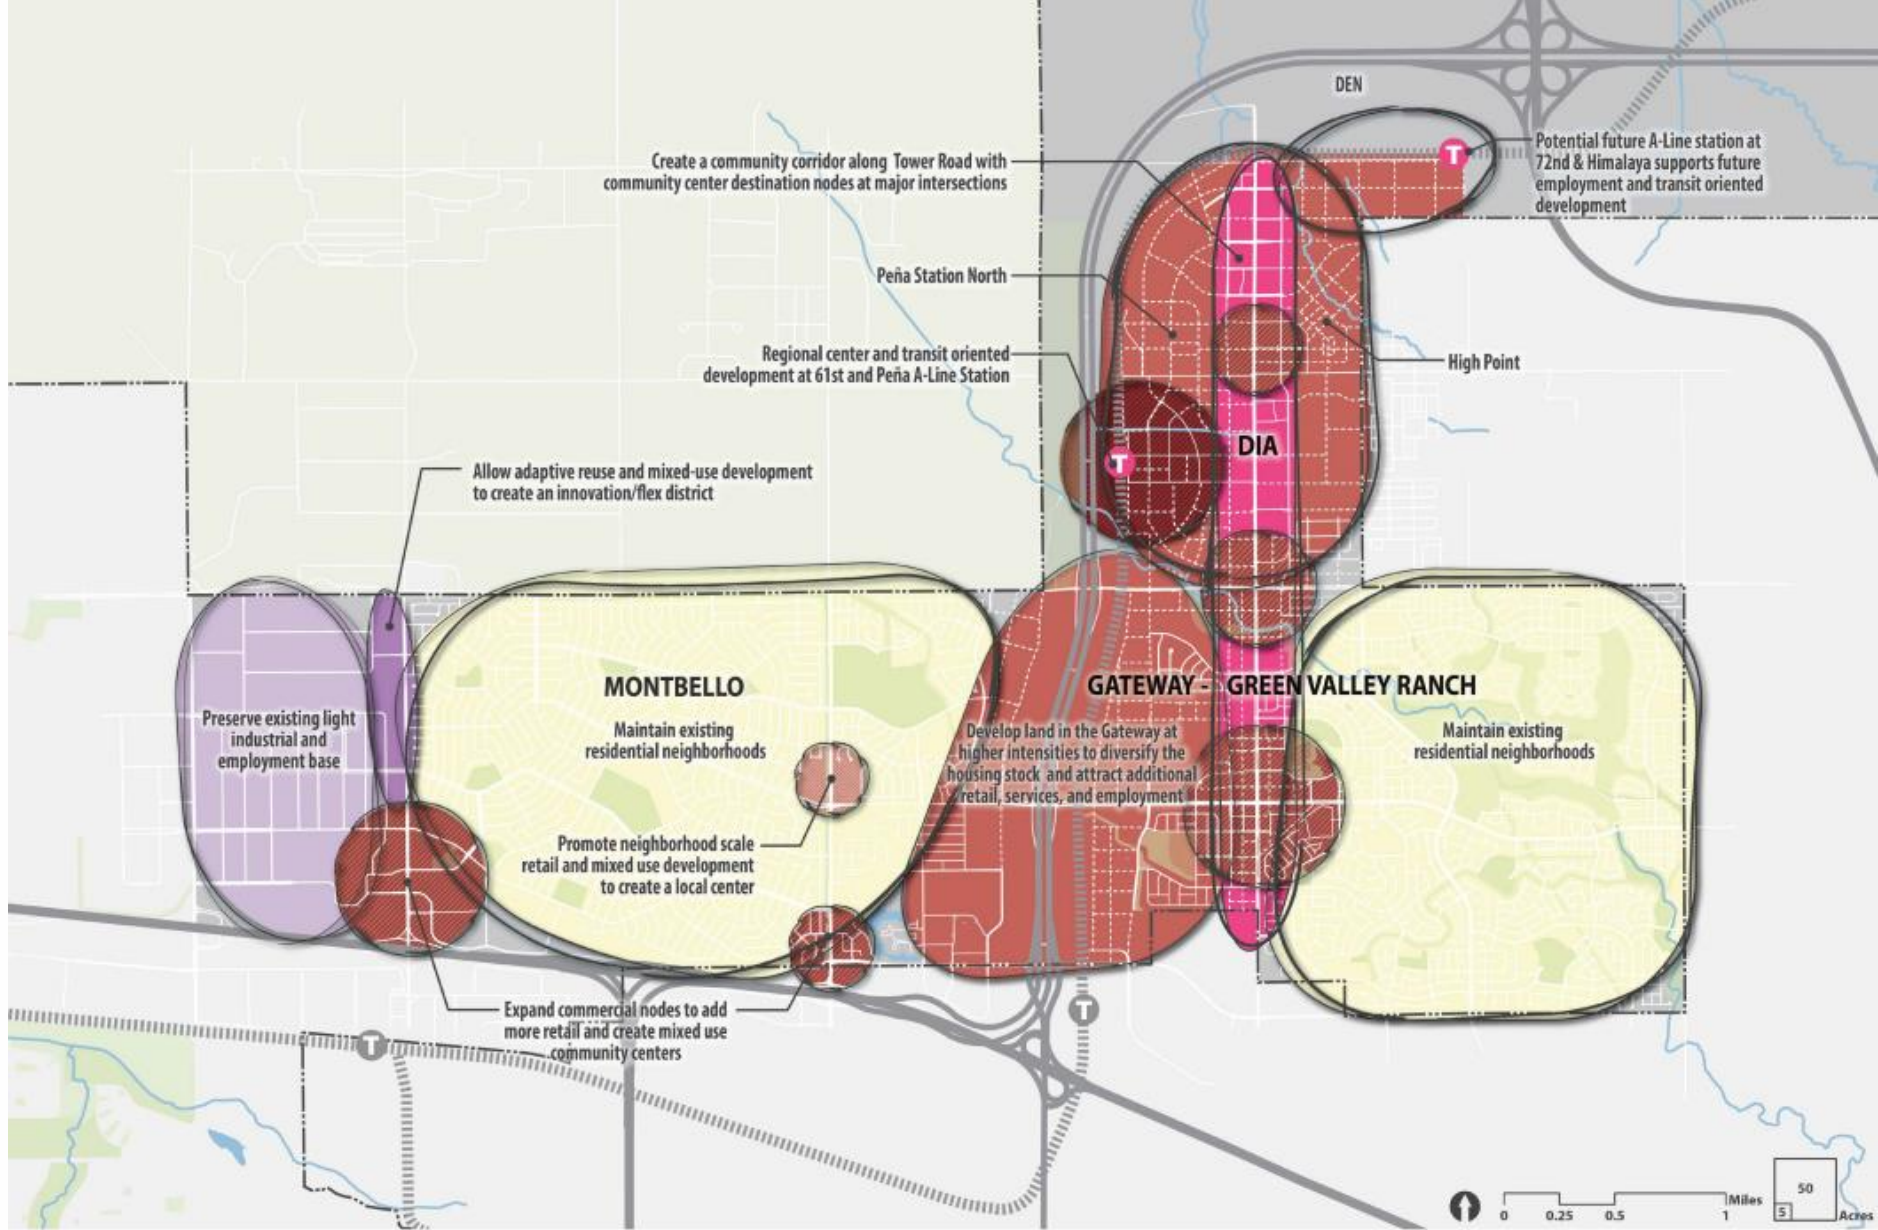 DEN
Create a community corridor along Tower Road with
community center destination nodes at major intersections
T
Potential future A-Line station at
72nd & Himalaya supports future
employment and transit oriented
development
Peña Station North
Regional center and transit oriented
development at 61st and Peña A-Line Station
High Point
DIA
T
Allow adaptive reuse and mixed-use development
to create an innovation/flex district
MONTBELLO
Maintain existing
residential neighborhoods
GATEWAY - GREEN VALLEY RANCH
Preserve existing light
industrial and
employment base
Develop land in the Gateway at
higher intensities to diversify the
housing stock and attract additional
retail, services, and employment
Maintain existing
residential neighborhoods
Promote neighborhood scale
retail and mixed use development
to create a local center
Expand commercial nodes to add
more retail and create mixed use
community centers
T
T
Miles
0 0.25 0.5 1
50
5
Acres